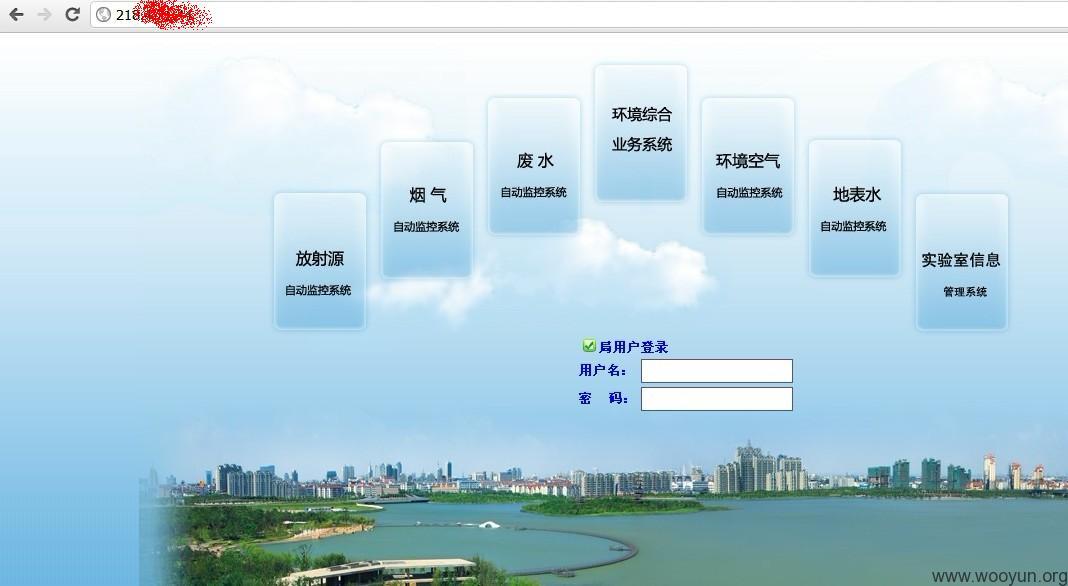 218
环境综合
业务系统
废 水
自动监控系统
环境空气
自动监控系统
烟 气
自动监控系统
地表水
自动监控系统
放射源
自动监控系统
实验室信息
管理系统
局用户登录
用户名：
密 码：
www.wooyun.org